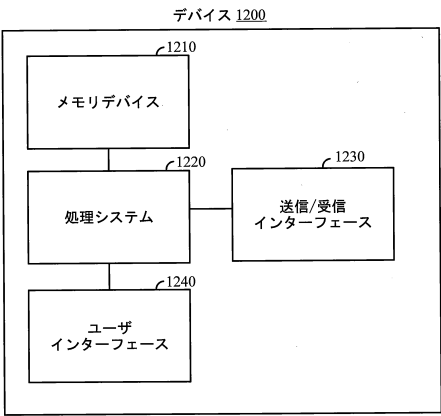 デバイス 1200
1210
メモリデバイス
1220
処理システム
1230
送信/受信
インターフェース
1240
ユーザ
インターフェース